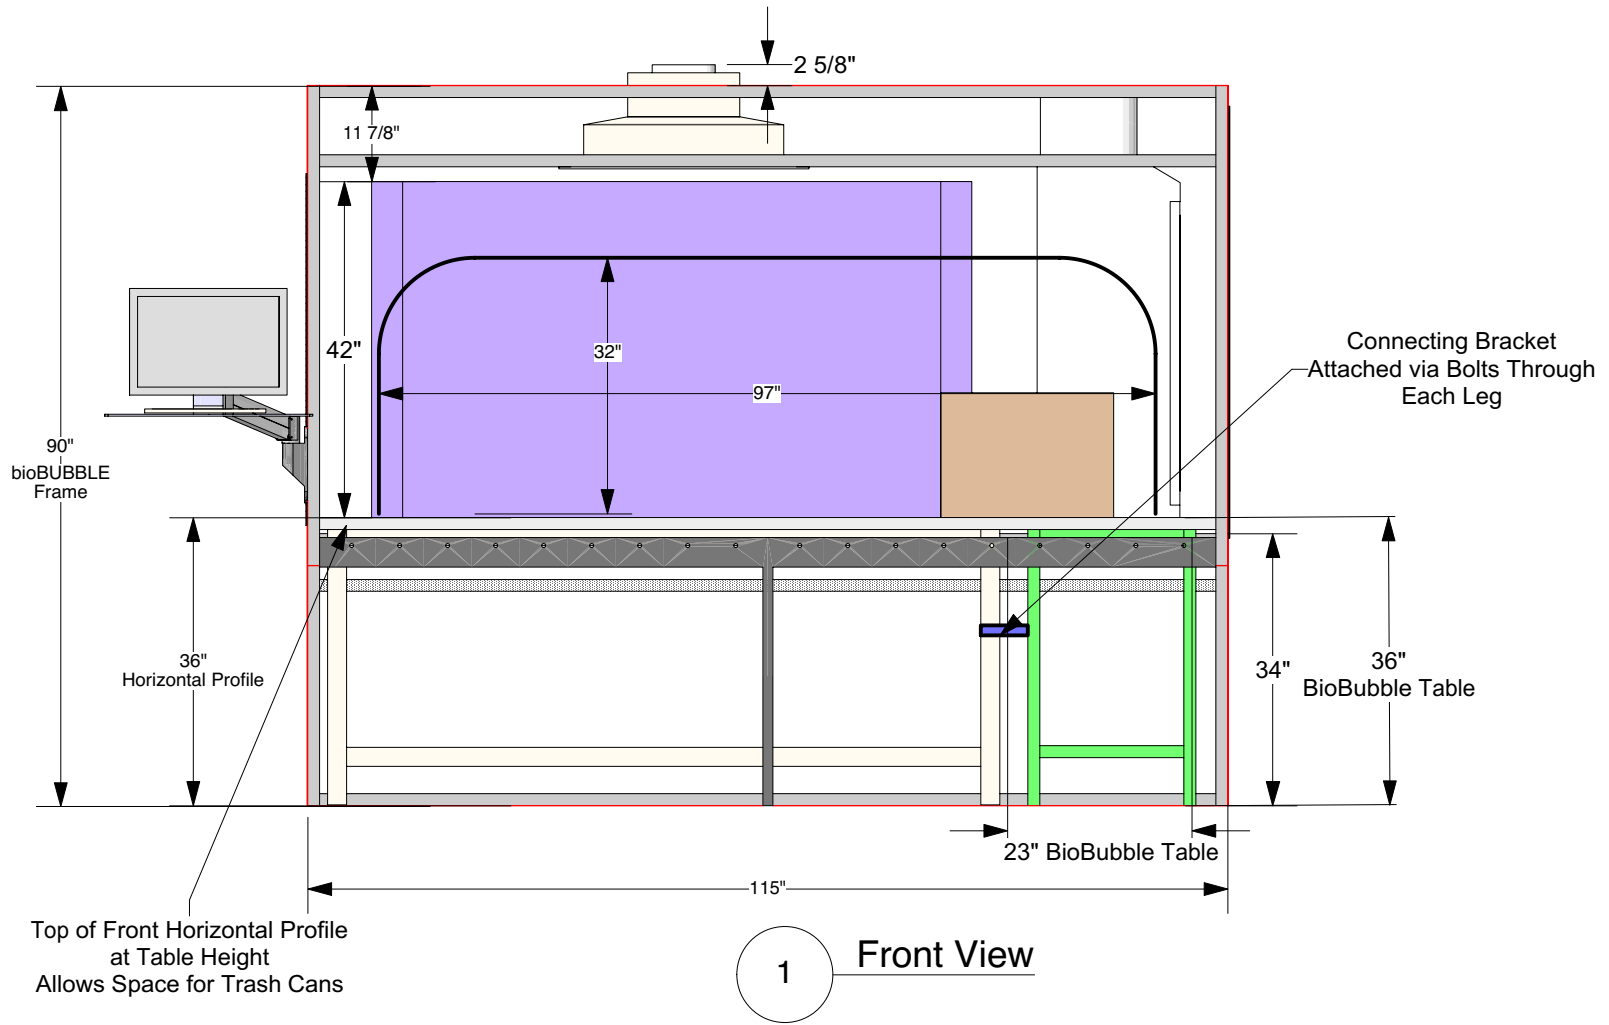 2 5/8"
11 7/8"
42"
32"
97"
Connecting Bracket
Attached via Bolts Through
Each Leg
90"
bioBUBBLE
Frame
36"
Horizontal Profile
34"
36"
BioBubble Table
23" BioBubble Table
115"
Top of Front Horizontal Profile
at Table Height
Allows Space for Trash Cans
1
Front View